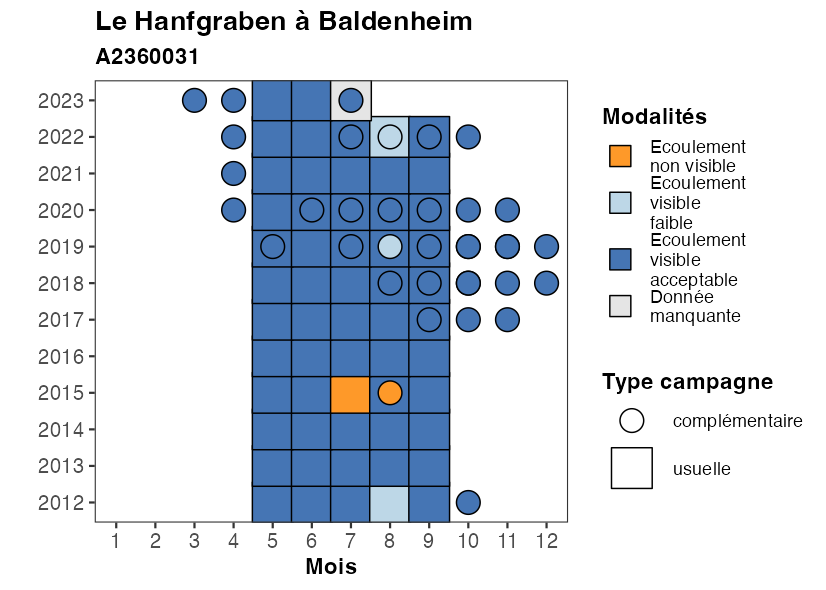 Le Hanfgraben à Baldenheim
A2360031
2023
2022
2021
2020
2019
2018
2017
2016
2015
2014
2013
2012
1 2 3 4 5 6 7 8 9 10 11 12
Mois
Modalités
Ecoulement
non visible
Ecoulement
visible
faible
Ecoulement
visible
acceptable
Donnée
manquante
Type campagne
complémentaire
usuelle